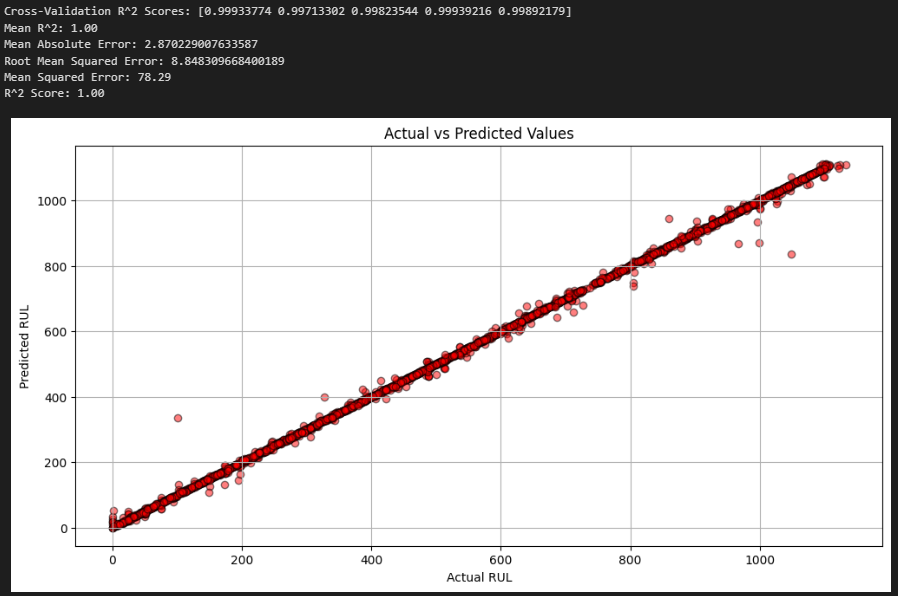 Cross-Validation R^2 Scores: [0.99933774 0.99713302 0.99823544 0.99939216 0.99892179]
Mean R^2: 1.00
Mean Absolute Error: 2.870229007633587
Root Mean Squared Error: 8.848309668400189
Mean Squared Error: 78.29
R^2 Score: 1.00
Actual vs Predicted Values
Predicted RUL
1000
800
600
400
200
0
0 200 400 600 800 1000
Actual RUL